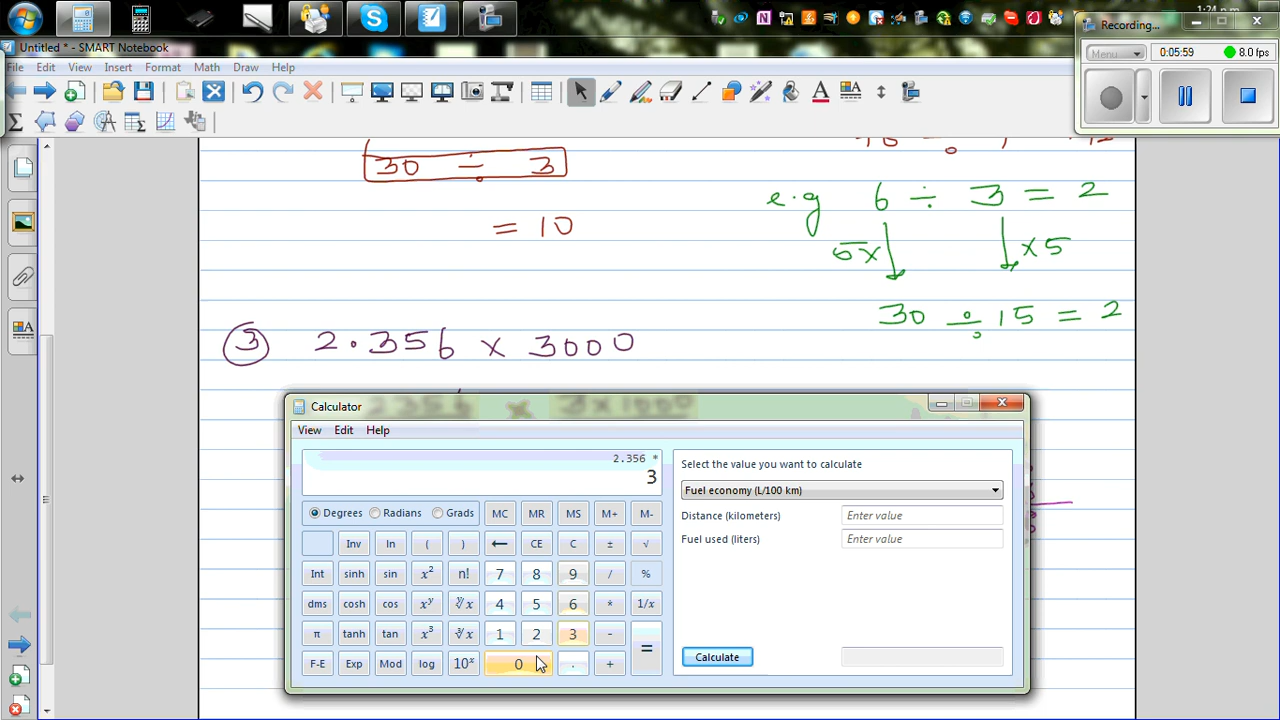 1:24 p.m.
Recording...
Untitled * - SMART Notebook
Menu
0:05:59
8.0 fps
File Edit View Insert Format Math Draw Help
30 ÷ 3
e.g 6 ÷ 3 = 2
= 10
5x x5
30 ÷ 15 = 2
3 2.356 x 3000
2356 x 3x1000
Calculator
View Edit Help
2.356 *
3
Select the value you want to calculate
Fuel economy (L/100 km)
Degrees Radians Grads MC MR MS M+ M-
Distance (kilometers) Enter value
Inv ln ( ) ← CE C ± √
Fuel used (liters) Enter value
Int sinh sin x² n! 7 8 9 / %
dms cosh cos xʸ ʸ√x 4 5 6 * 1/x
π tanh tan x³ ³√x 1 2 3 - =
F-E Exp Mod log 10ˣ 0 . +
Calculate